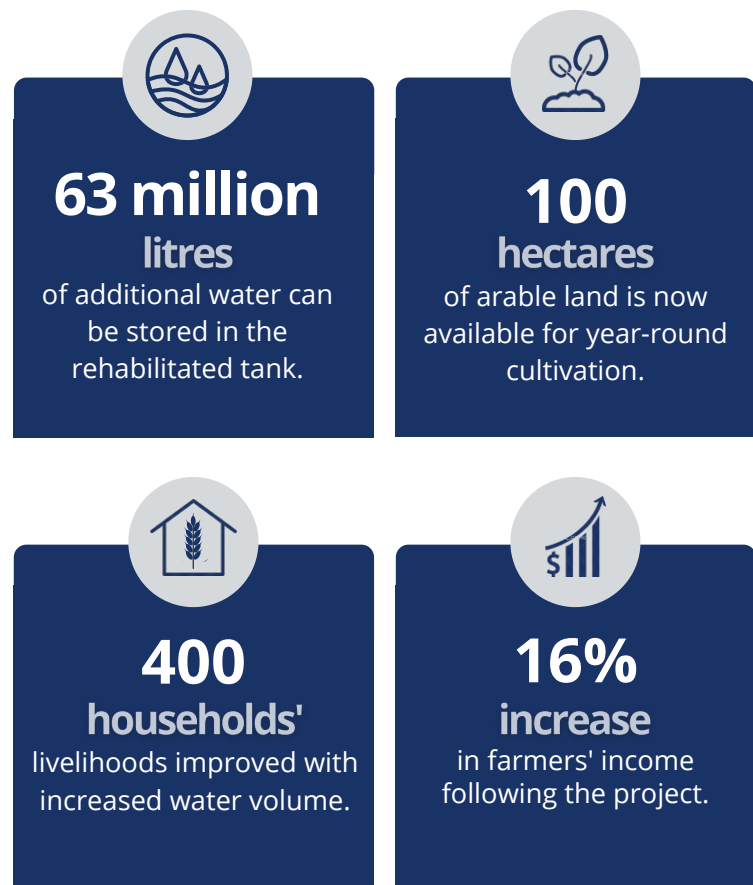 63 million
litres
of additional water can
be stored in the
rehabilitated tank.
100
hectares
of arable land is now
available for year-round
cultivation.
400
households'
livelihoods improved with
increased water volume.
$
16%
increase
in farmers' income
following the project.